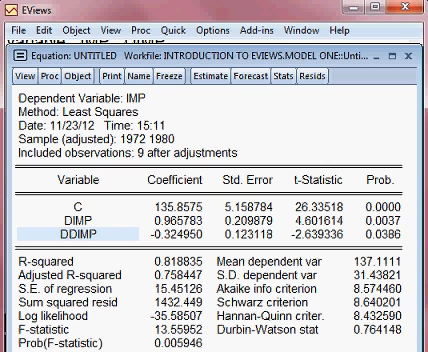 EViews
File Edit Object View Proc Quick Options Add-ins Window Help
Equation: UNTITLED Workfile: INTRODUCTION TO EVIEWS.MODEL ONE::Unti...
View Proc Object Print Name Freeze Estimate Forecast Stats Resids
Dependent Variable: IMP
Method: Least Squares
Date: 11/23/12 Time: 15:11
Sample (adjusted): 1972 1980
Included observations: 9 after adjustments
Variable Coefficient Std. Error t-Statistic Prob.
C 135.8575 5.158784 26.33518 0.0000
DIMP 0.965783 0.209879 4.601614 0.0037
DDIMP -0.324950 0.123118 -2.639336 0.0386
R-squared 0.818835 Mean dependent var 137.1111
Adjusted R-squared 0.758447 S.D. dependent var 31.43821
S.E. of regression 15.45126 Akaike info criterion 8.574460
Sum squared resid 1432.449 Schwarz criterion 8.640201
Log likelihood -35.58507 Hannan-Quinn criter. 8.432590
F-statistic 13.55952 Durbin-Watson stat 0.764148
Prob(F-statistic) 0.005946